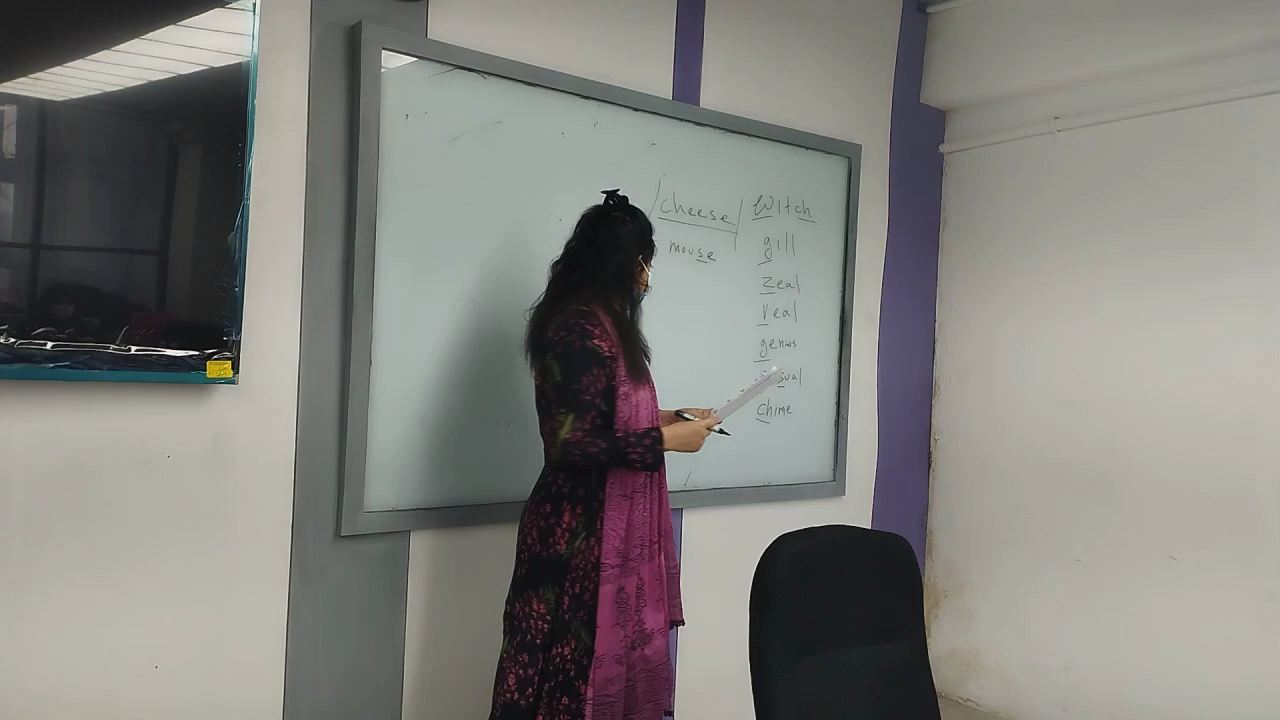 /cheese/
mouse
Witch
gill
zeal
veal
genius
chime